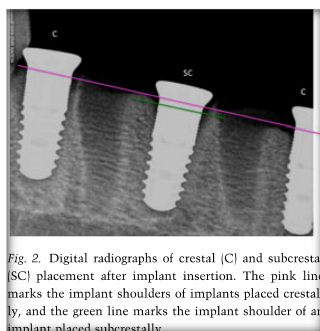 C
SC
C
Fig. 2. Digital radiographs of crestal (C) and subcresta
(SC) placement after implant insertion. The pink line
marks the implant shoulders of implants placed crestal-
ly, and the green line marks the implant shoulder of an
implant placed subcrestally